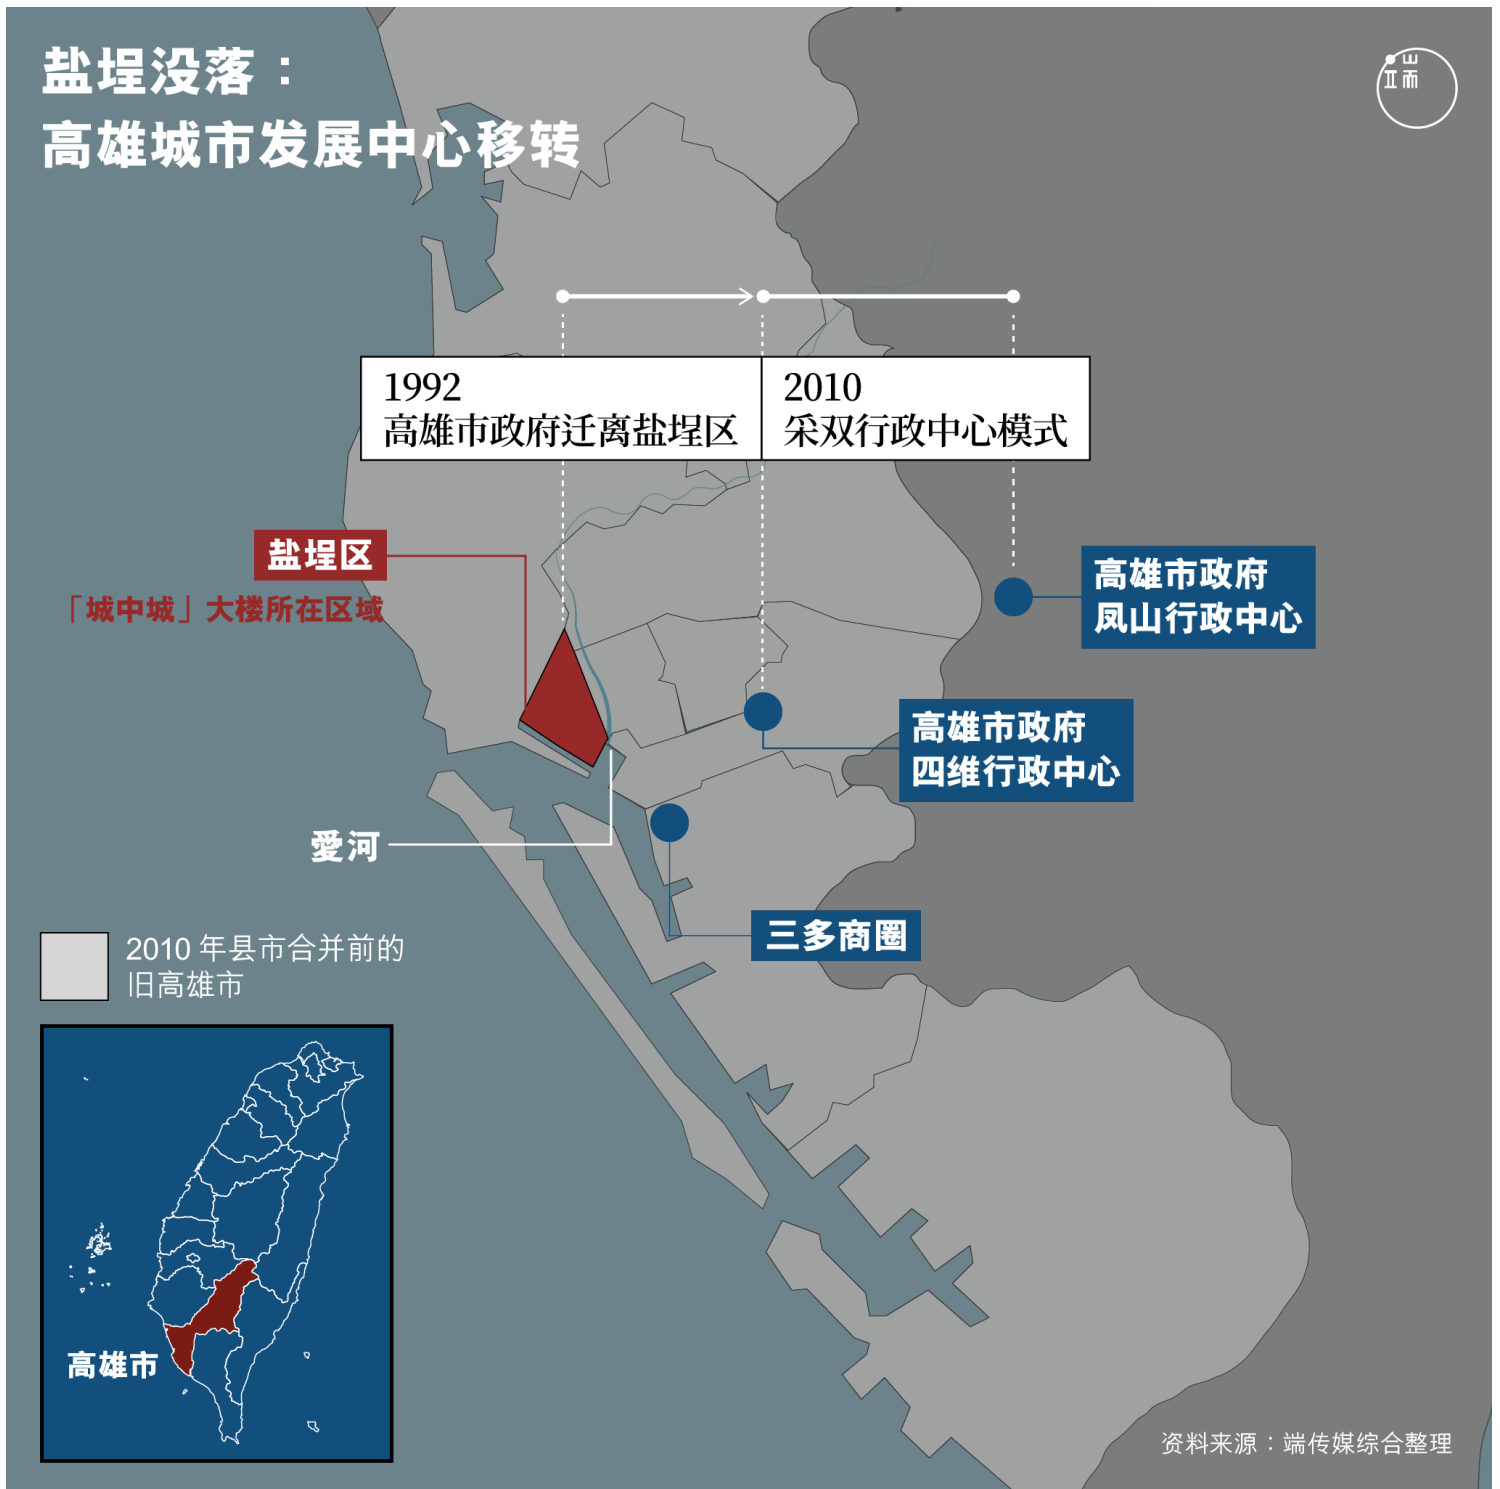 盐埕没落：
高雄城市发展中心移转
端
1992
高雄市政府迁离盐埕区
2010
采双行政中心模式
盐埕区
「城中城」大楼所在区域
高雄市政府
凤山行政中心
高雄市政府
四维行政中心
愛河
三多商圈
2010 年县市合并前的
旧高雄市
高雄市
资料来源：端传媒综合整理